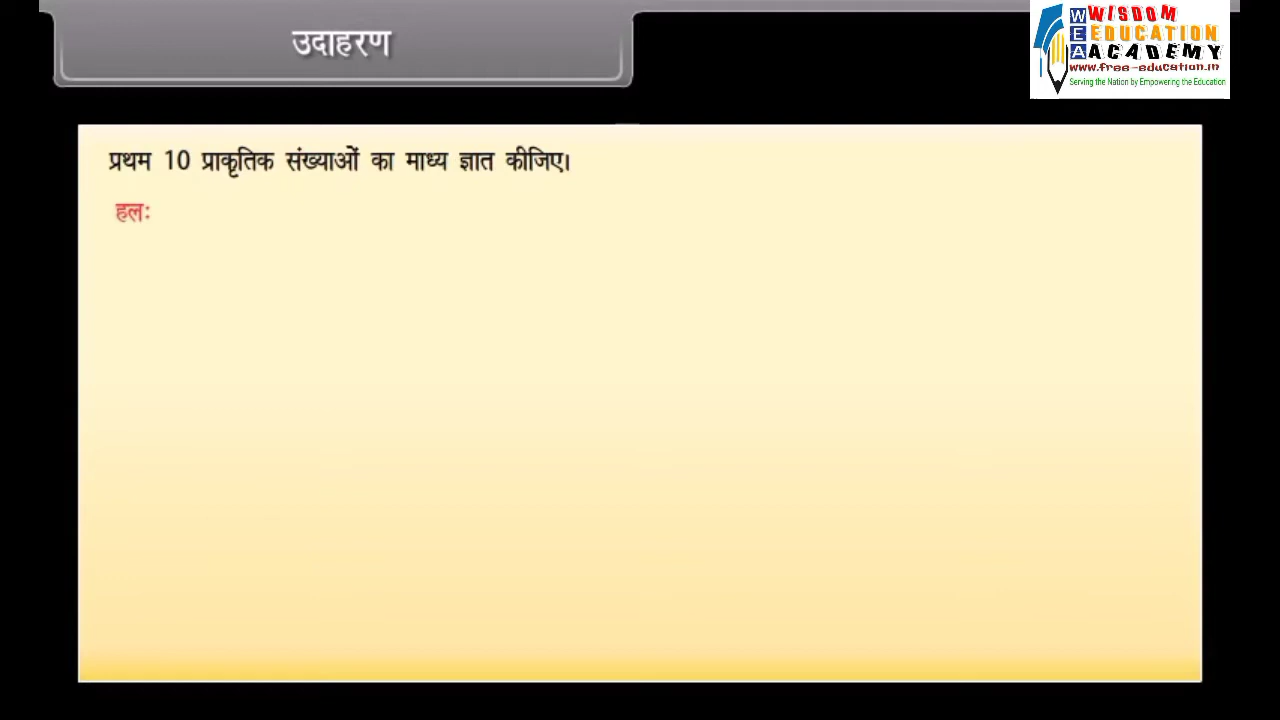 उदाहरण
WISDOM
EDUCATION
ACADEMY
WEA
www.free-education.in
Serving the Nation by Empowering the Education
प्रथम 10 प्राकृतिक संख्याओं का माध्य ज्ञात कीजिए।
हलः